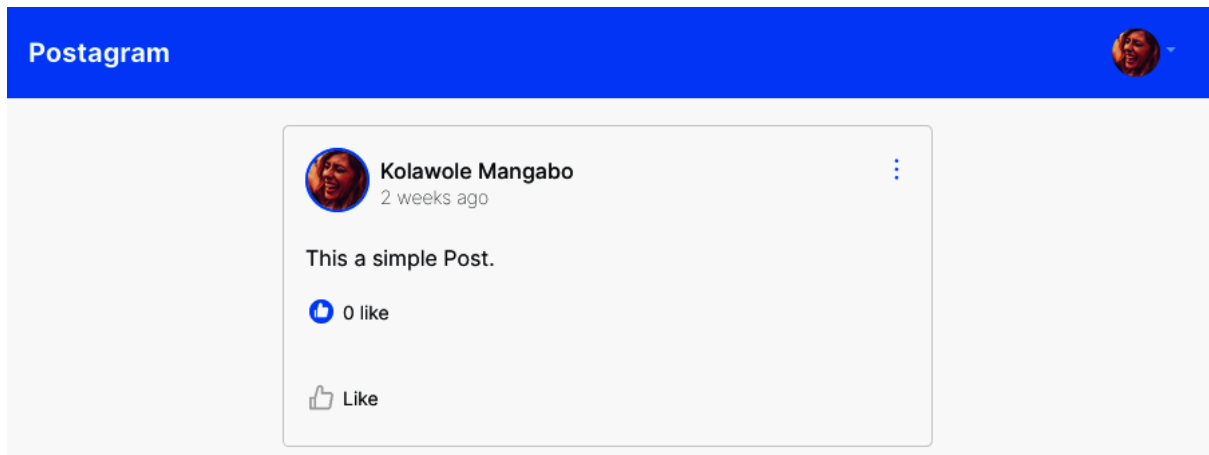 Postagram
Kolawole Mangabo
2 weeks ago
This a simple Post.
0 like
Like